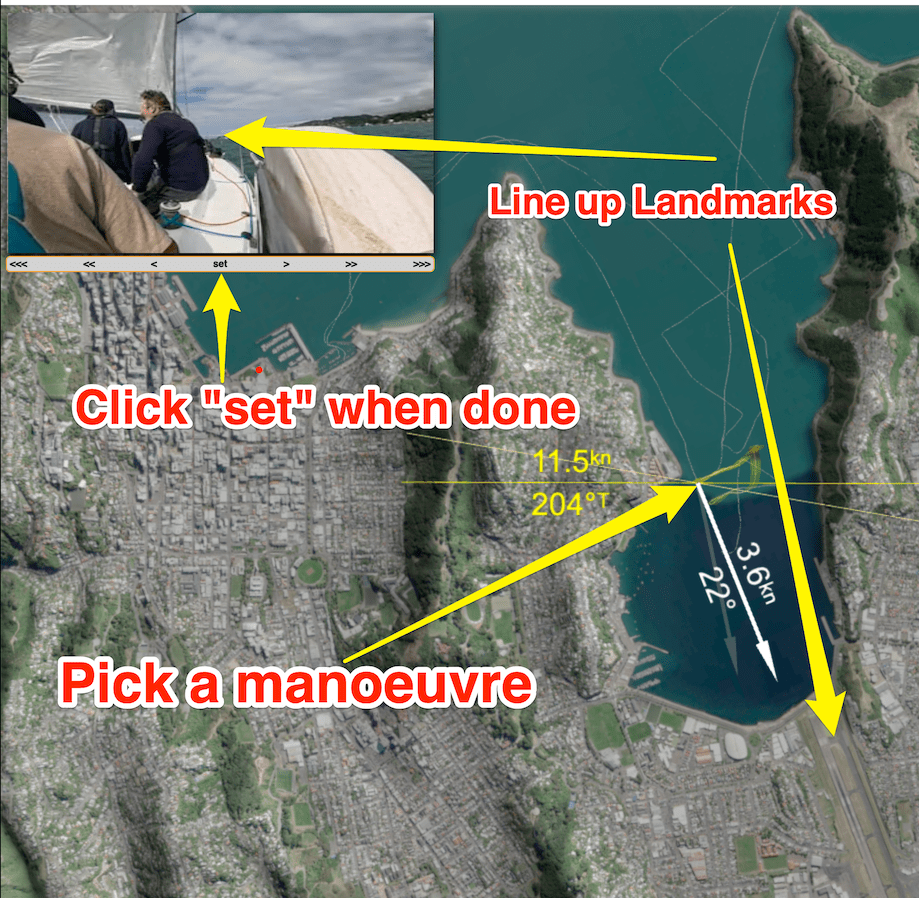 Line up Landmarks
<<< << < set > >> >>>
Click "set" when done
11.5kn
204°T
3.6kn
22°
Pick a manoeuvre